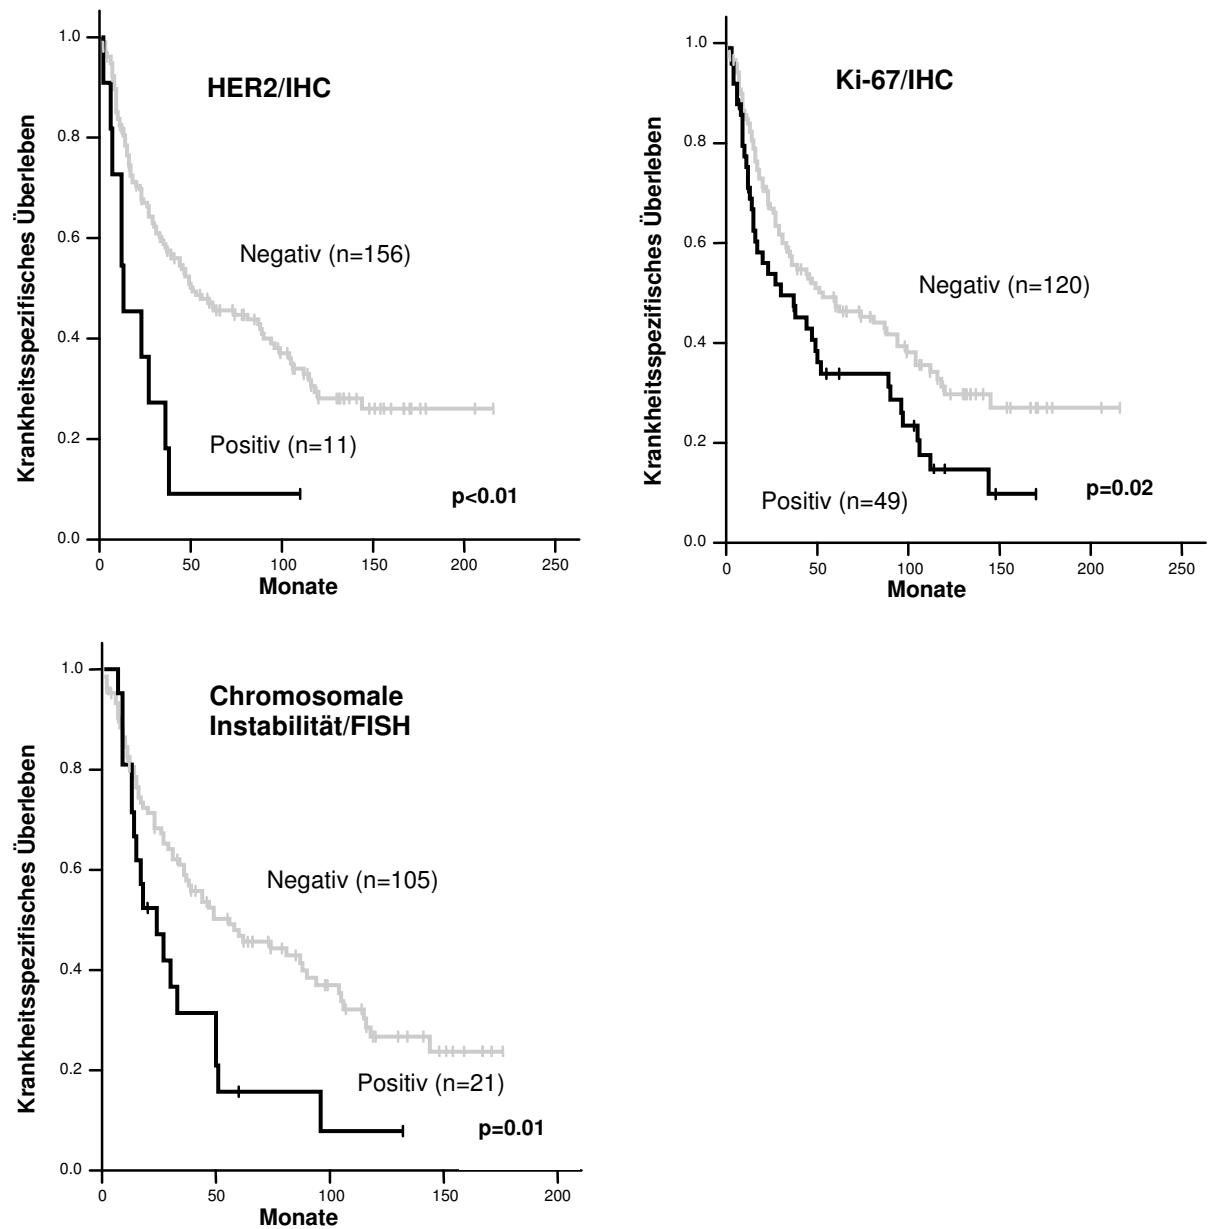 HER2/IHC
Krankheitsspezifisches Überleben
1.0
0.8
0.6
0.4
0.2
0.0
Negativ (n=156)
Positiv (n=11)
p<0.01
0 50 100 150 200 250
Monate
Ki-67/IHC
Krankheitsspezifisches Überleben
1.0
0.8
0.6
0.4
0.2
0.0
Negativ (n=120)
Positiv (n=49)
p=0.02
0 50 100 150 200 250
Monate
Chromosomale
Instabilität/FISH
Krankheitsspezifisches Überleben
1.0
0.8
0.6
0.4
0.2
0.0
Negativ (n=105)
Positiv (n=21)
p=0.01
0 50 100 150 200
Monate